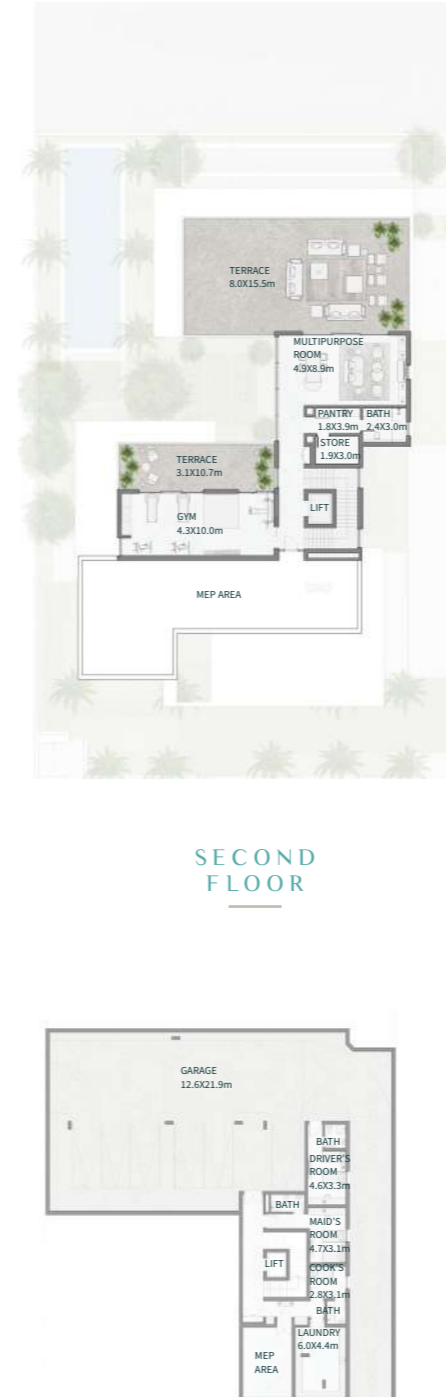 TERRACE
8.0X15.5m
MULTIPURPOSE
ROOM
4.9X8.9m
PANTRY
1.8X3.9m
BATH
2.4X3.0m
STORE
1.9X3.0m
TERRACE
3.1X10.7m
LIFT
GYM
4.3X10.0m
MEP AREA
SECOND
FLOOR
GARAGE
12.6X21.9m
BATH
DRIVER'S
ROOM
4.6X3.3m
BATH
MAID'S
ROOM
4.7X3.1m
LIFT
COOK'S
ROOM
2.8X3.1m
BATH
LAUNDRY
6.0X4.4m
MEP
AREA